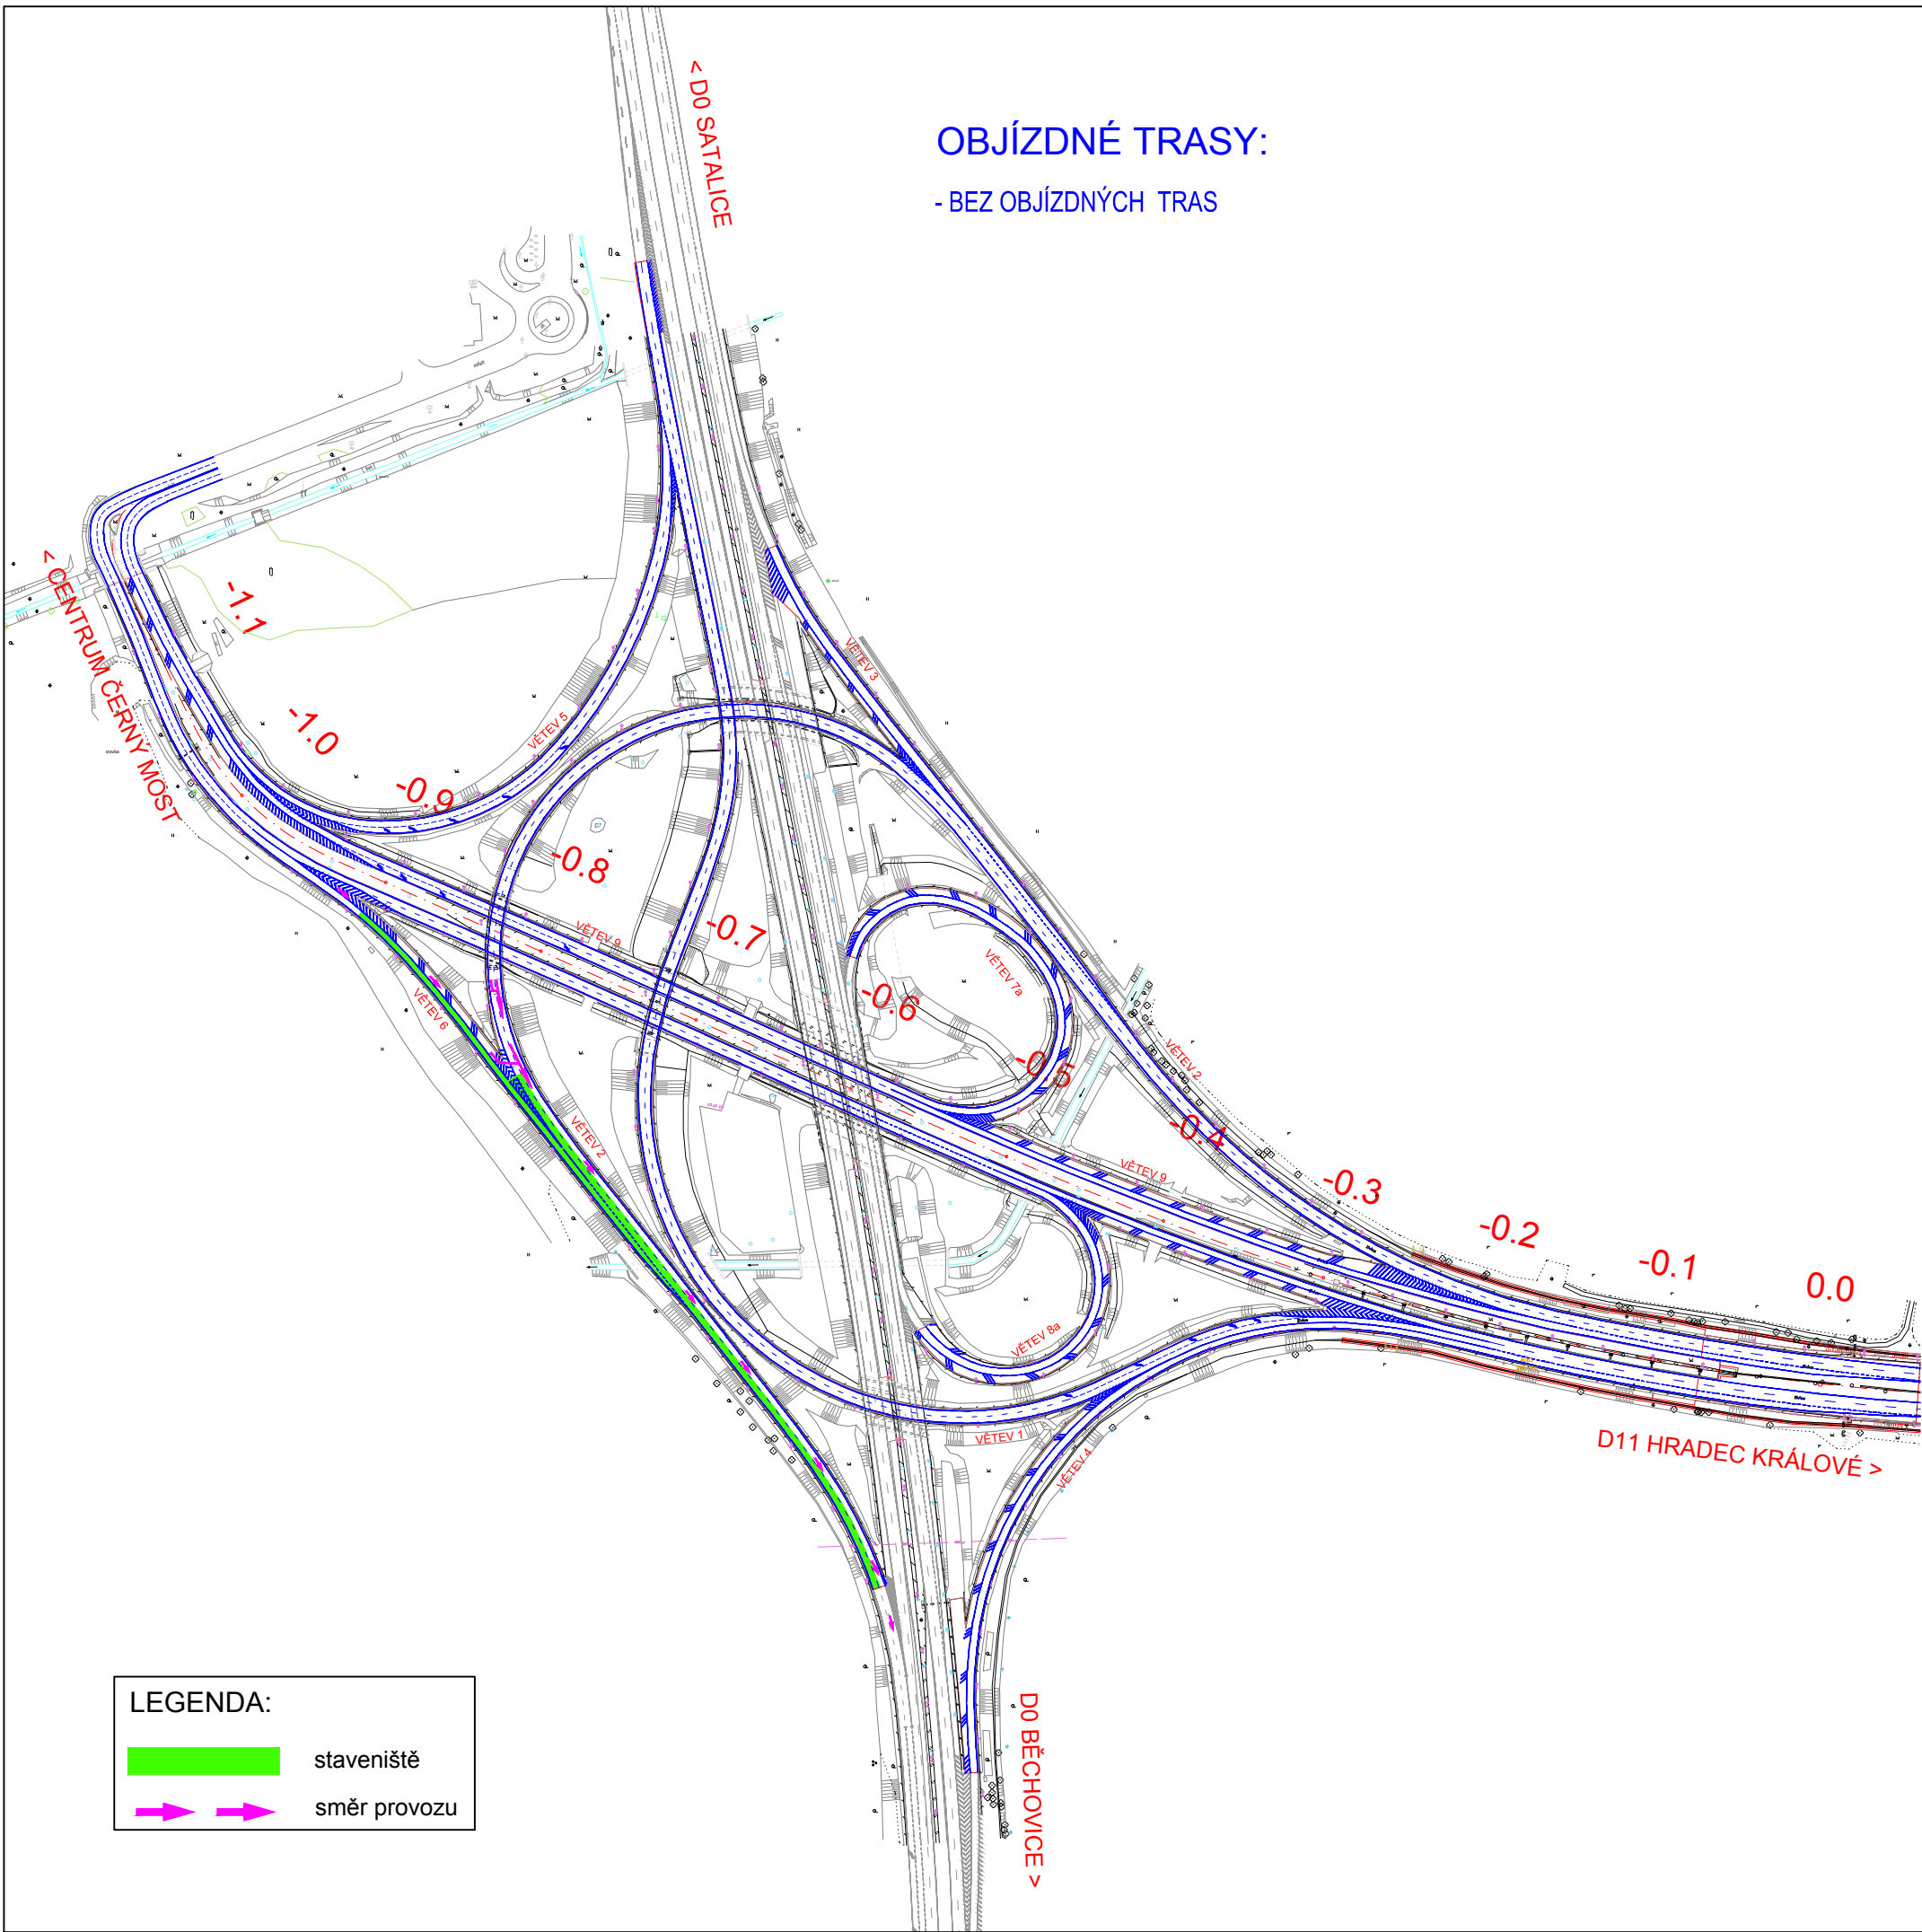 < D0 SATALICE
OBJÍZDNÉ TRASY:
- BEZ OBJÍZDNÝCH TRAS
< CENTRUM ČERNÝ MOST
-1.1
-1.0
-0.9
-0.8
-0.7
-0.6
-0.5
-0.4
-0.3
-0.2
-0.1
0.0
VĚTEV 3
VĚTEV 5
VĚTEV 9
VĚTEV 7a
VĚTEV 6
VĚTEV 2
VĚTEV 2
VĚTEV 9
VĚTEV 8a
VĚTEV 1
VĚTEV 4
D11 HRADEC KRÁLOVÉ >
D0 BĚCHOVICE >
LEGENDA:
staveniště
směr provozu